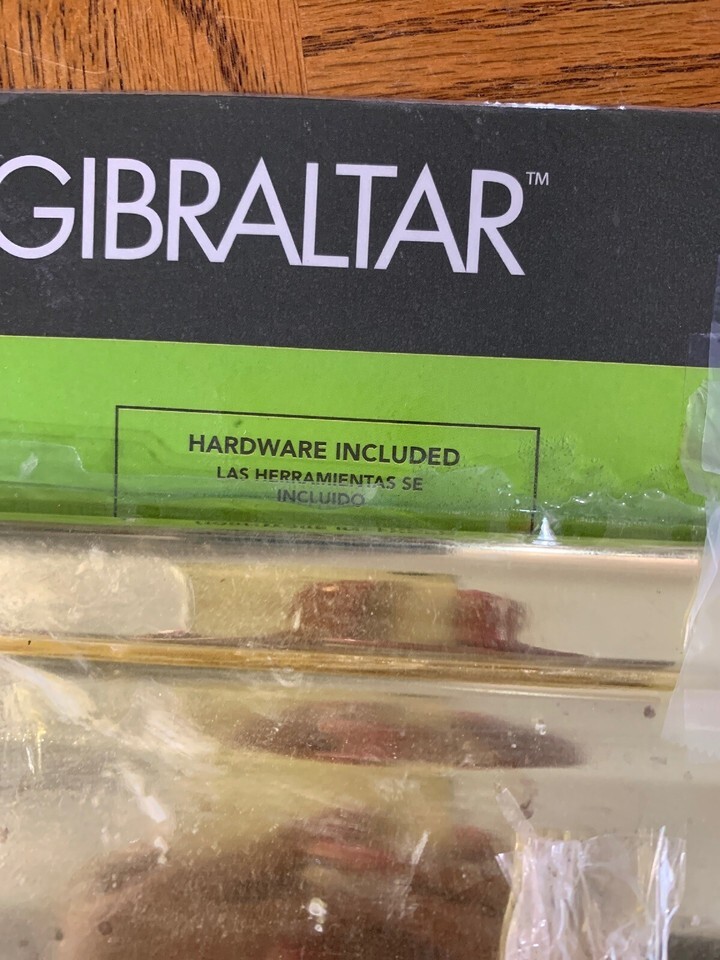 GIBRALTAR™
HARDWARE INCLUDED
LAS HERRAMIENTAS SE
INCLUIDO